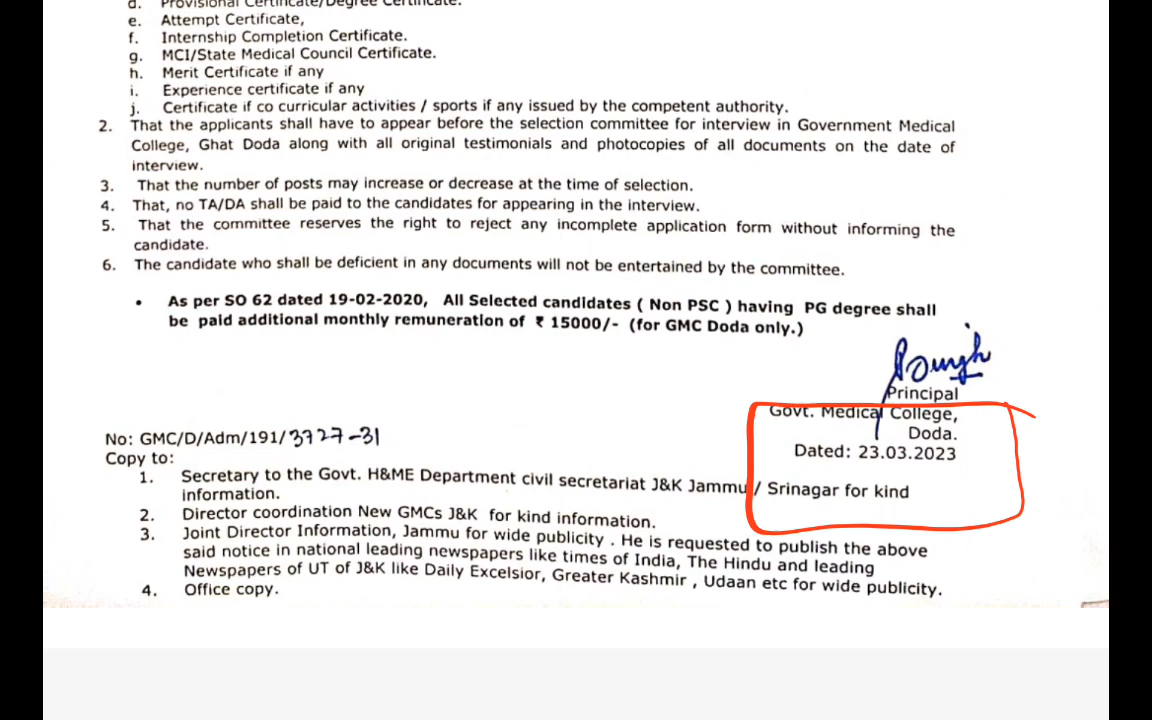 d. Provisional Certificate/Degree Certificate.
e. Attempt Certificate,
f. Internship Completion Certificate.
g. MCI/State Medical Council Certificate.
h. Merit Certificate if any
i. Experience certificate if any
j. Certificate if co curricular activities / sports if any issued by the competent authority.
2. That the applicants shall have to appear before the selection committee for interview in Government Medical
College, Ghat Doda along with all original testimonials and photocopies of all documents on the date of
interview.
3. That the number of posts may increase or decrease at the time of selection.
4. That, no TA/DA shall be paid to the candidates for appearing in the interview.
5. That the committee reserves the right to reject any incomplete application form without informing the
candidate.
6. The candidate who shall be deficient in any documents will not be entertained by the committee.
• As per SO 62 dated 19-02-2020, All Selected candidates ( Non PSC ) having PG degree shall
be paid additional monthly remuneration of ₹ 15000/- (for GMC Doda only.)
Principal
Govt. Medical College,
Doda.
Dated: 23.03.2023
No: GMC/D/Adm/191/3727-31
Copy to:
1. Secretary to the Govt. H&ME Department civil secretariat J&K Jammu / Srinagar for kind
information.
2. Director coordination New GMCs J&K for kind information.
3. Joint Director Information, Jammu for wide publicity . He is requested to publish the above
said notice in national leading newspapers like times of India, The Hindu and leading
Newspapers of UT of J&K like Daily Excelsior, Greater Kashmir , Udaan etc for wide publicity.
4. Office copy.